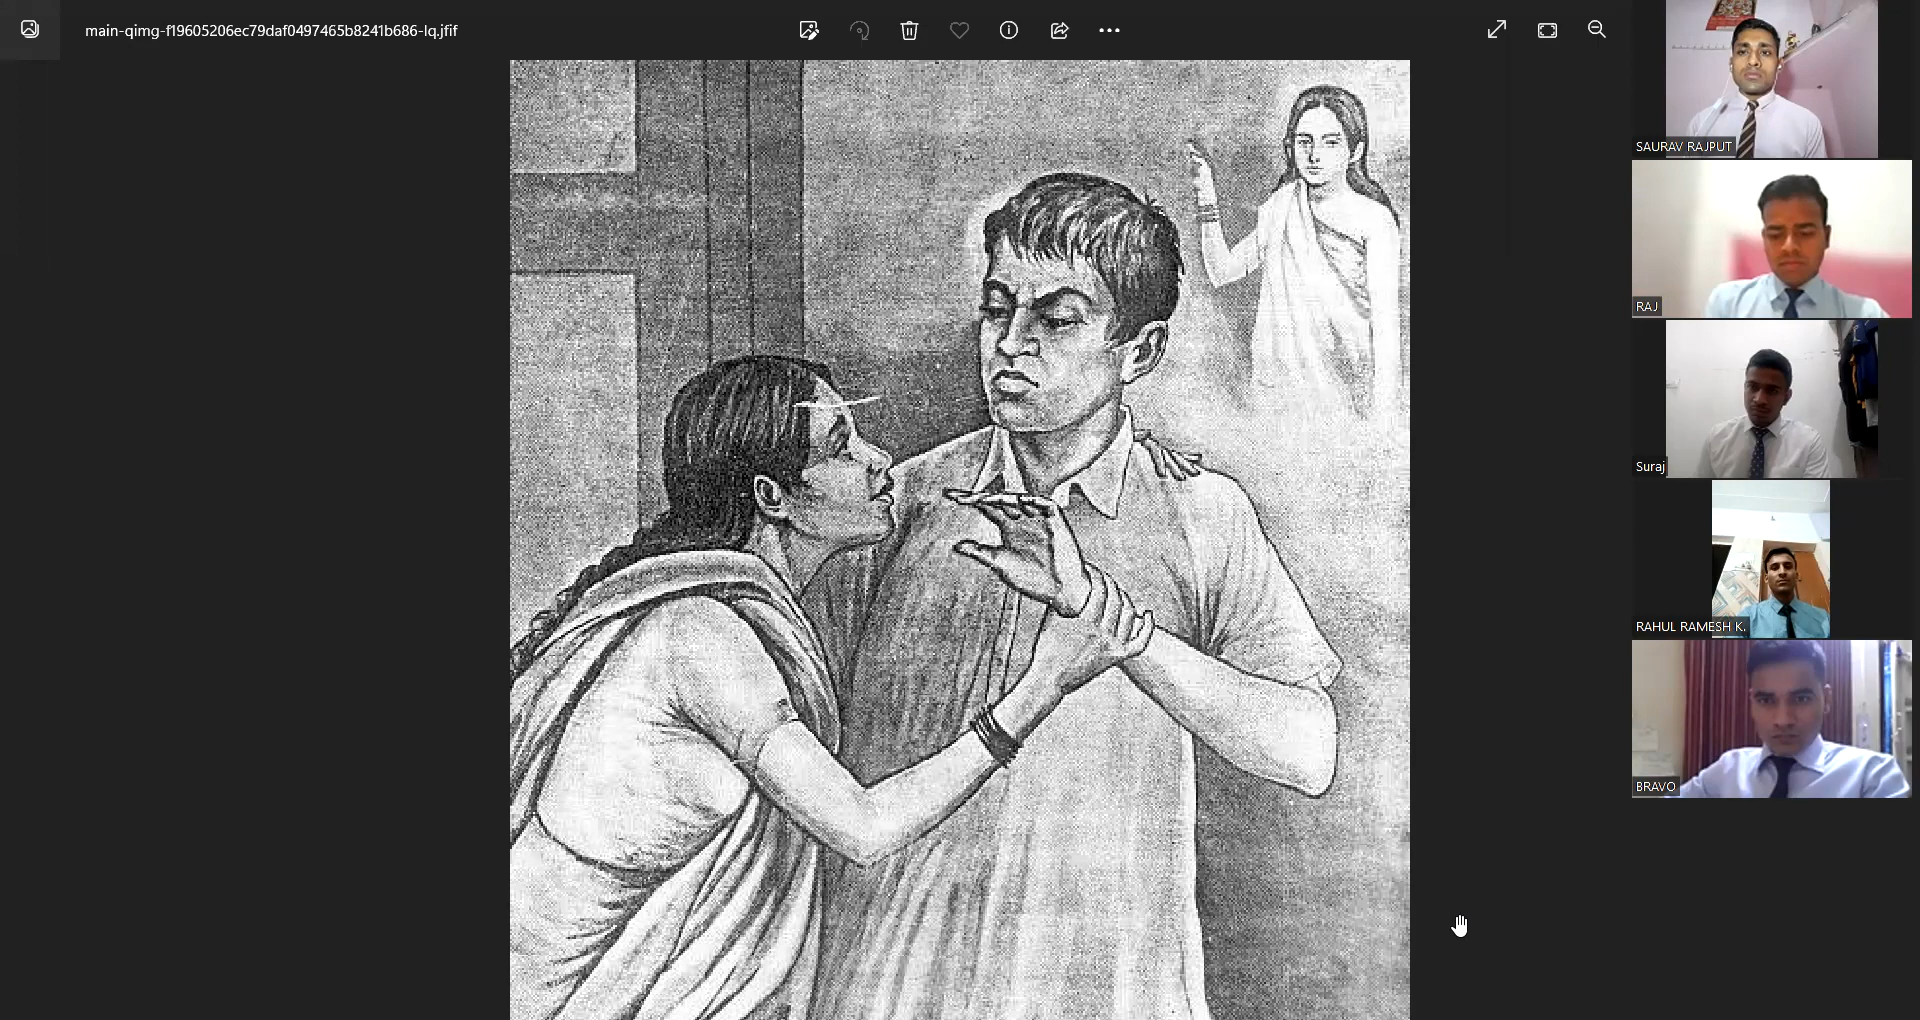 main-qimg-f19605206ec79daf0497465b8241b686-lq.jfif
SAURAV RAJPUT
RAJ
Suraj
RAHUL RAMESH K.
BRAVO